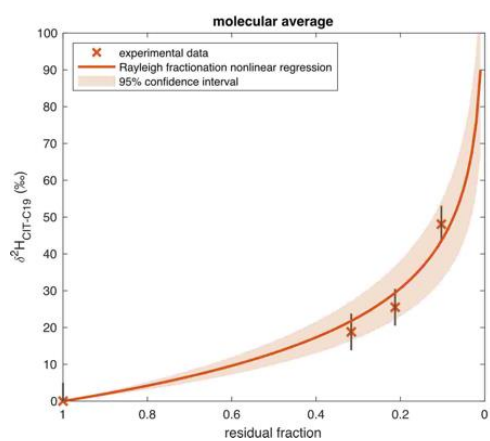 molecular average
100
90
80
70
60
50
40
30
20
10
0
δ²H_CIT-C19 (‰)
experimental data
Rayleigh fractionation nonlinear regression
95% confidence interval
1 0.8 0.6 0.4 0.2 0
residual fraction